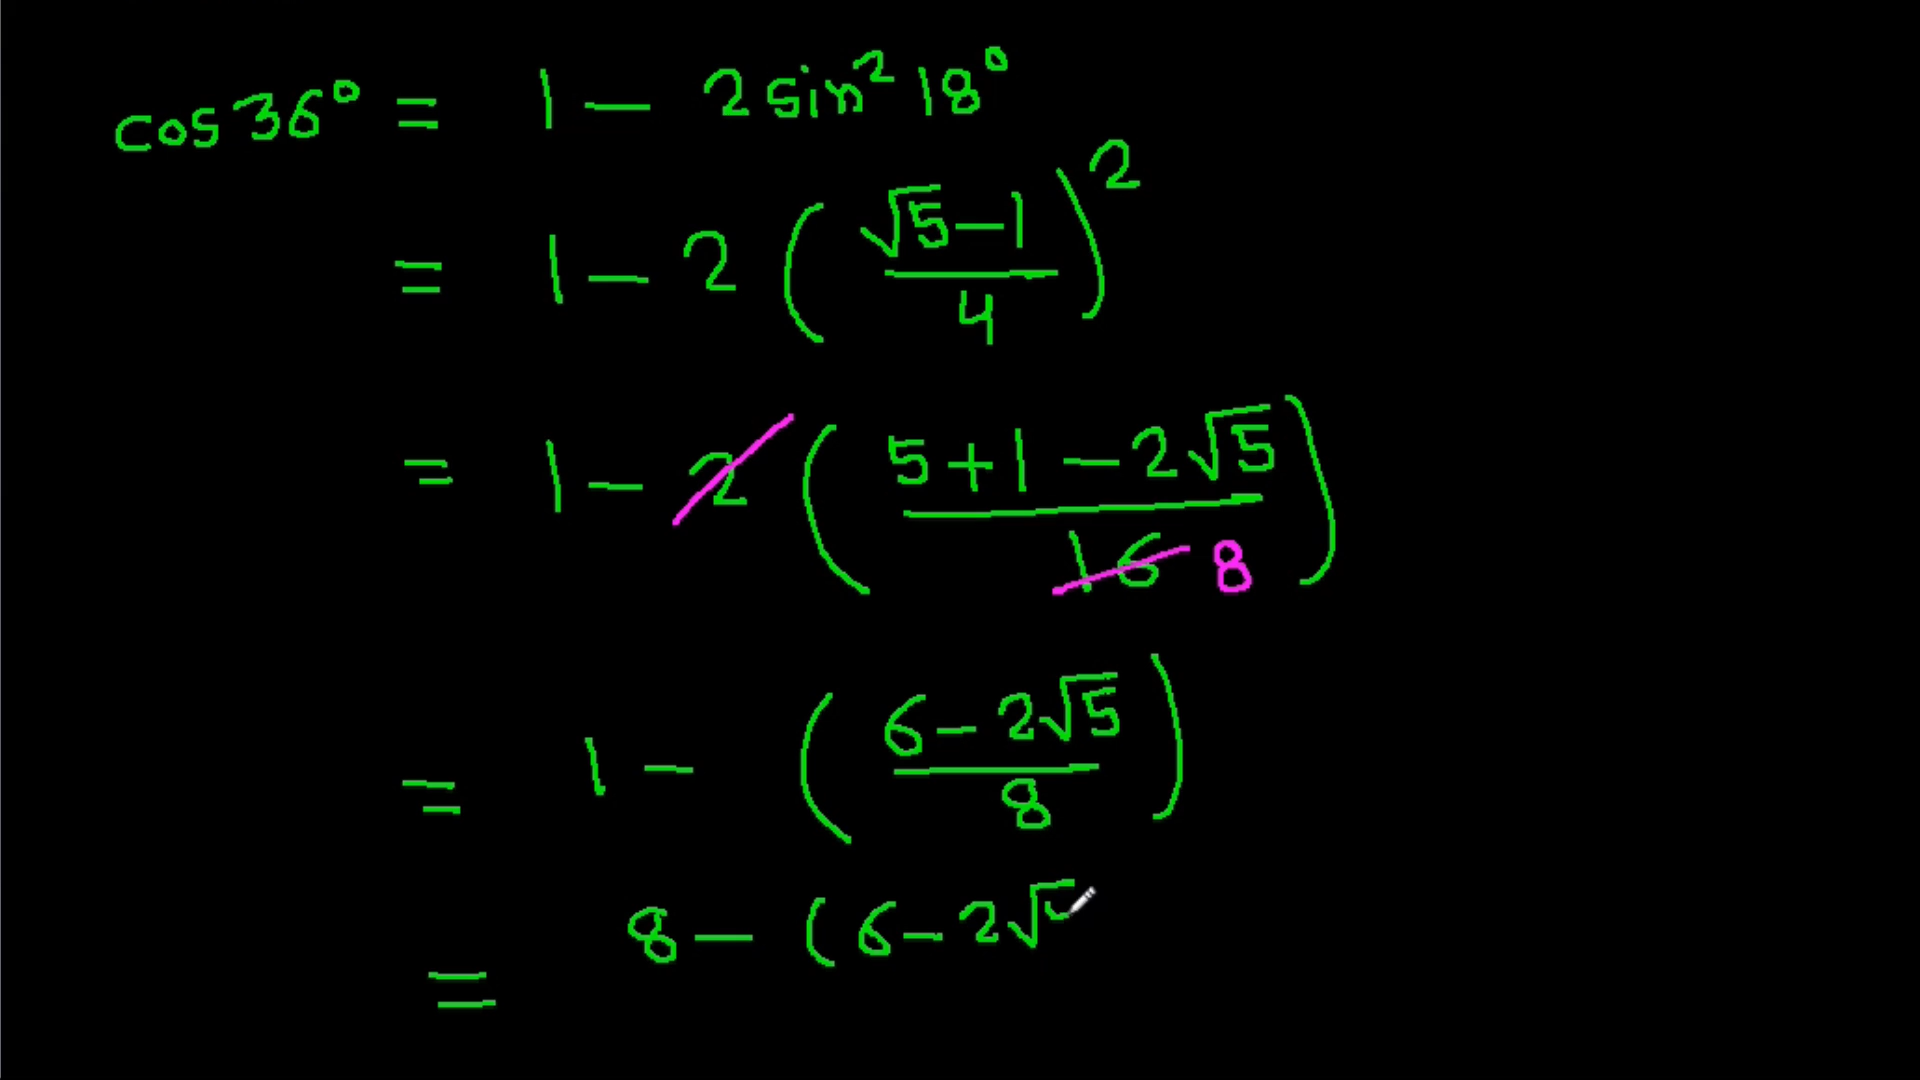 cos 36° = 1 - 2 sin² 18°
= 1 - 2 ( (√5 - 1) / 4 )²
= 1 - 2 ( (5 + 1 - 2√5) / 16 8 )
= 1 - ( (6 - 2√5) / 8 )
= 8 - ( 6 - 2√